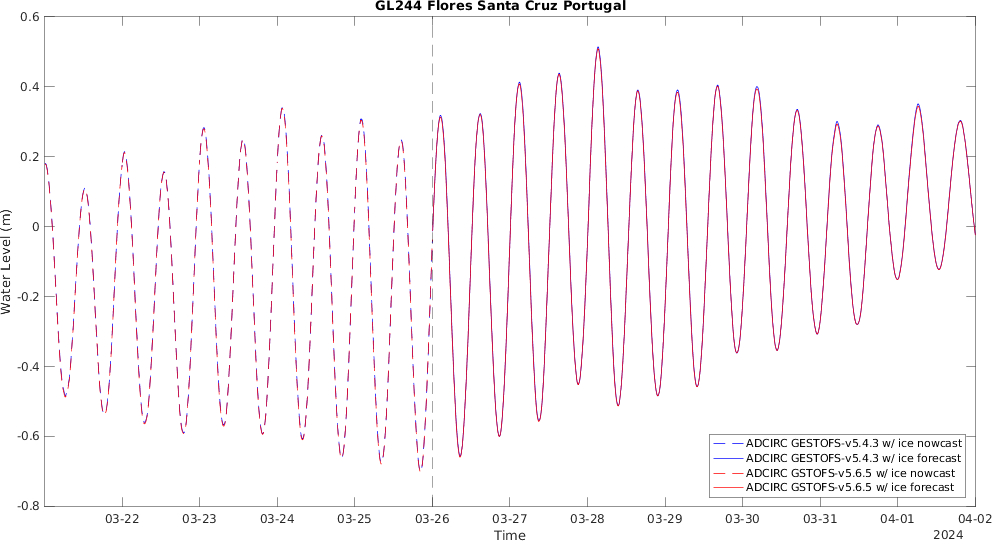 GL244 Flores Santa Cruz Portugal
0.6
0.4
0.2
0
-0.2
-0.4
-0.6
-0.8
Water Level (m)
ADCIRC GESTOFS-v5.4.3 w/ ice nowcast
ADCIRC GESTOFS-v5.4.3 w/ ice forecast
ADCIRC GSTOFS-v5.6.5 w/ ice nowcast
ADCIRC GSTOFS-v5.6.5 w/ ice forecast
03-22 03-23 03-24 03-25 03-26 03-27 03-28 03-29 03-30 03-31 04-01 04-02
Time
2024